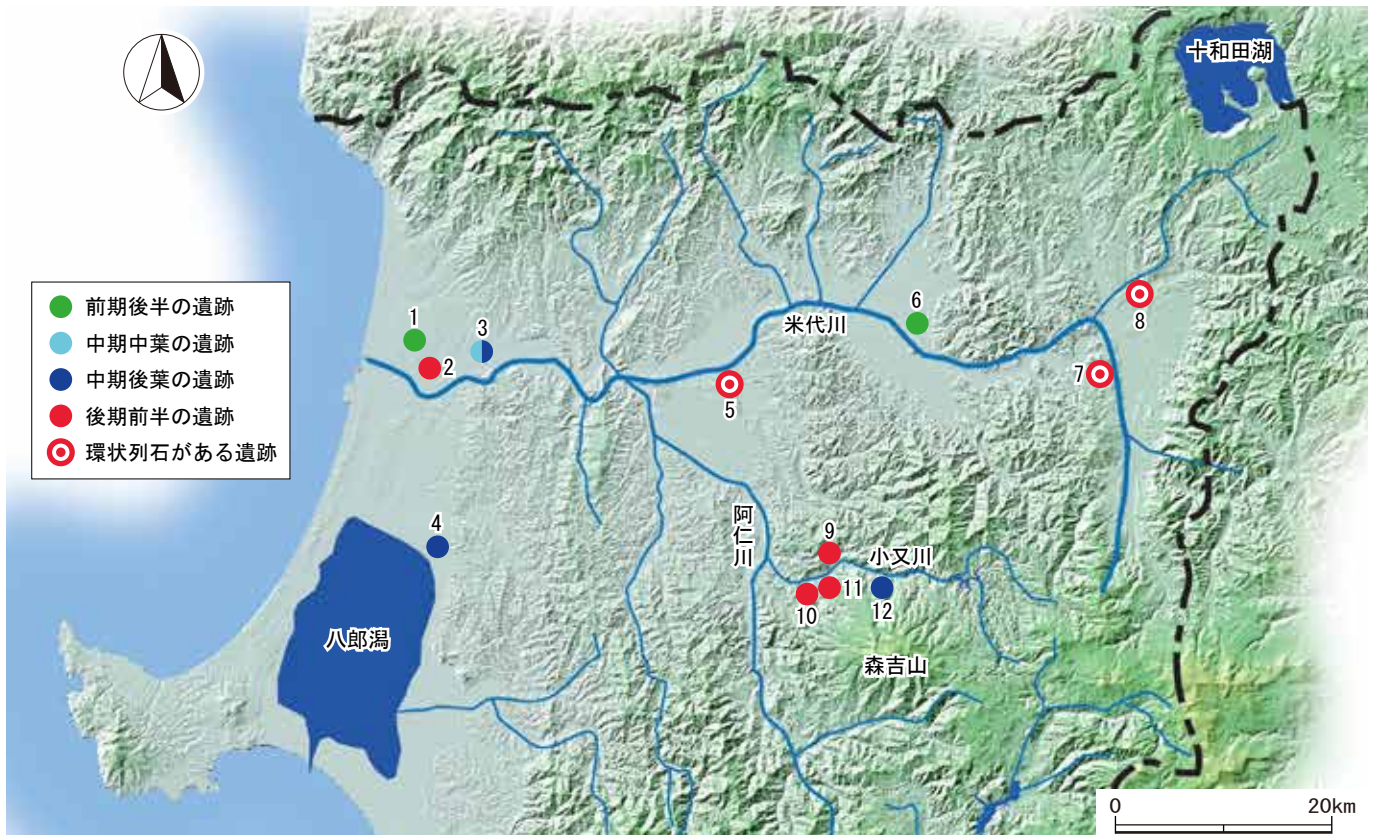 十和田湖
前期後半の遺跡
中期中葉の遺跡
中期後葉の遺跡
後期前半の遺跡
環状列石がある遺跡
1
2
3
4
5
6
7
8
9
10
11
12
米代川
阿仁川
小又川
八郎潟
森吉山
0
20km